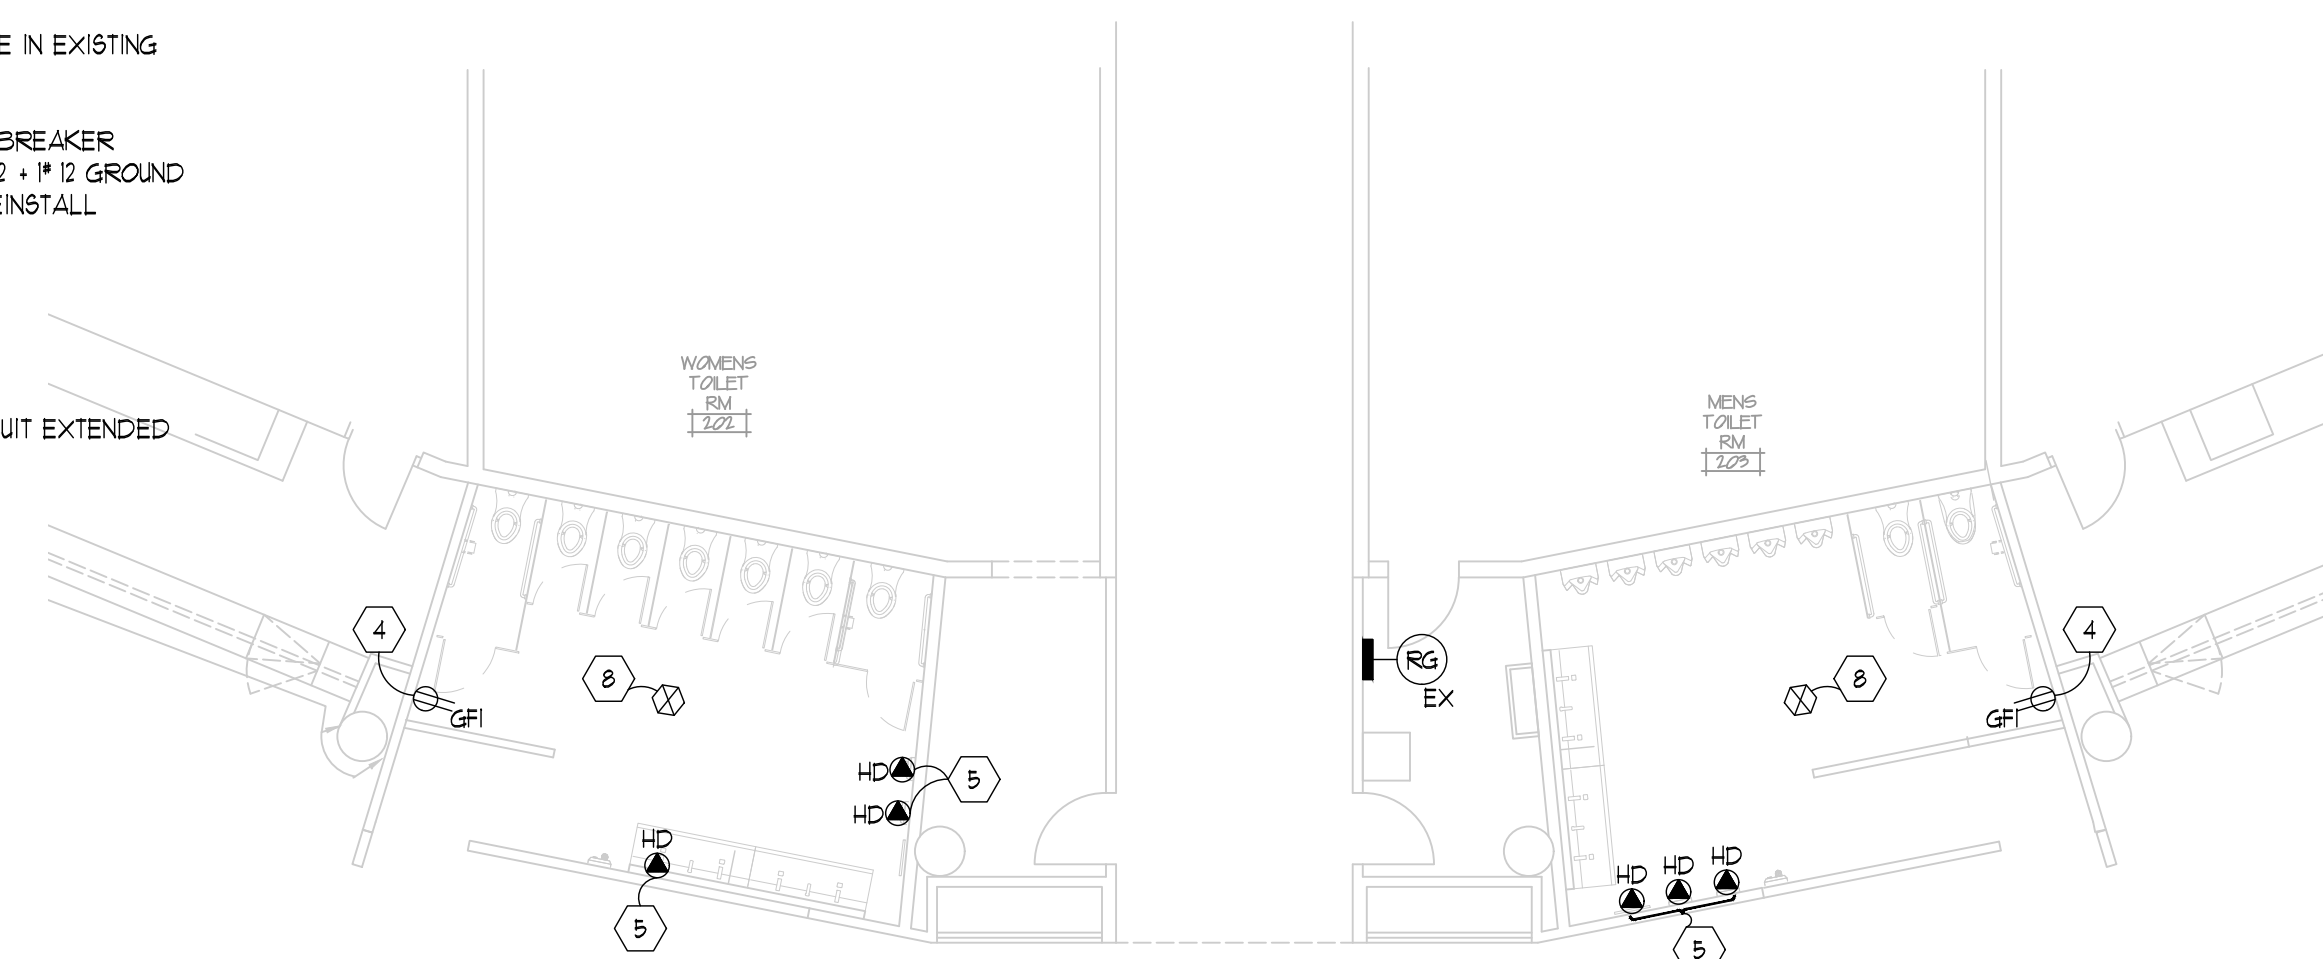 E IN EXISTING
BREAKER
2 + 1# 12 GROUND
EINSTALL
UIT EXTENDED
WOMENS
TOILET
RM
202
MENS
TOILET
RM
203
4
GFI
8
HD
HD
5
HD
5
RG
EX
8
4
GFI
HD
HD
HD
5